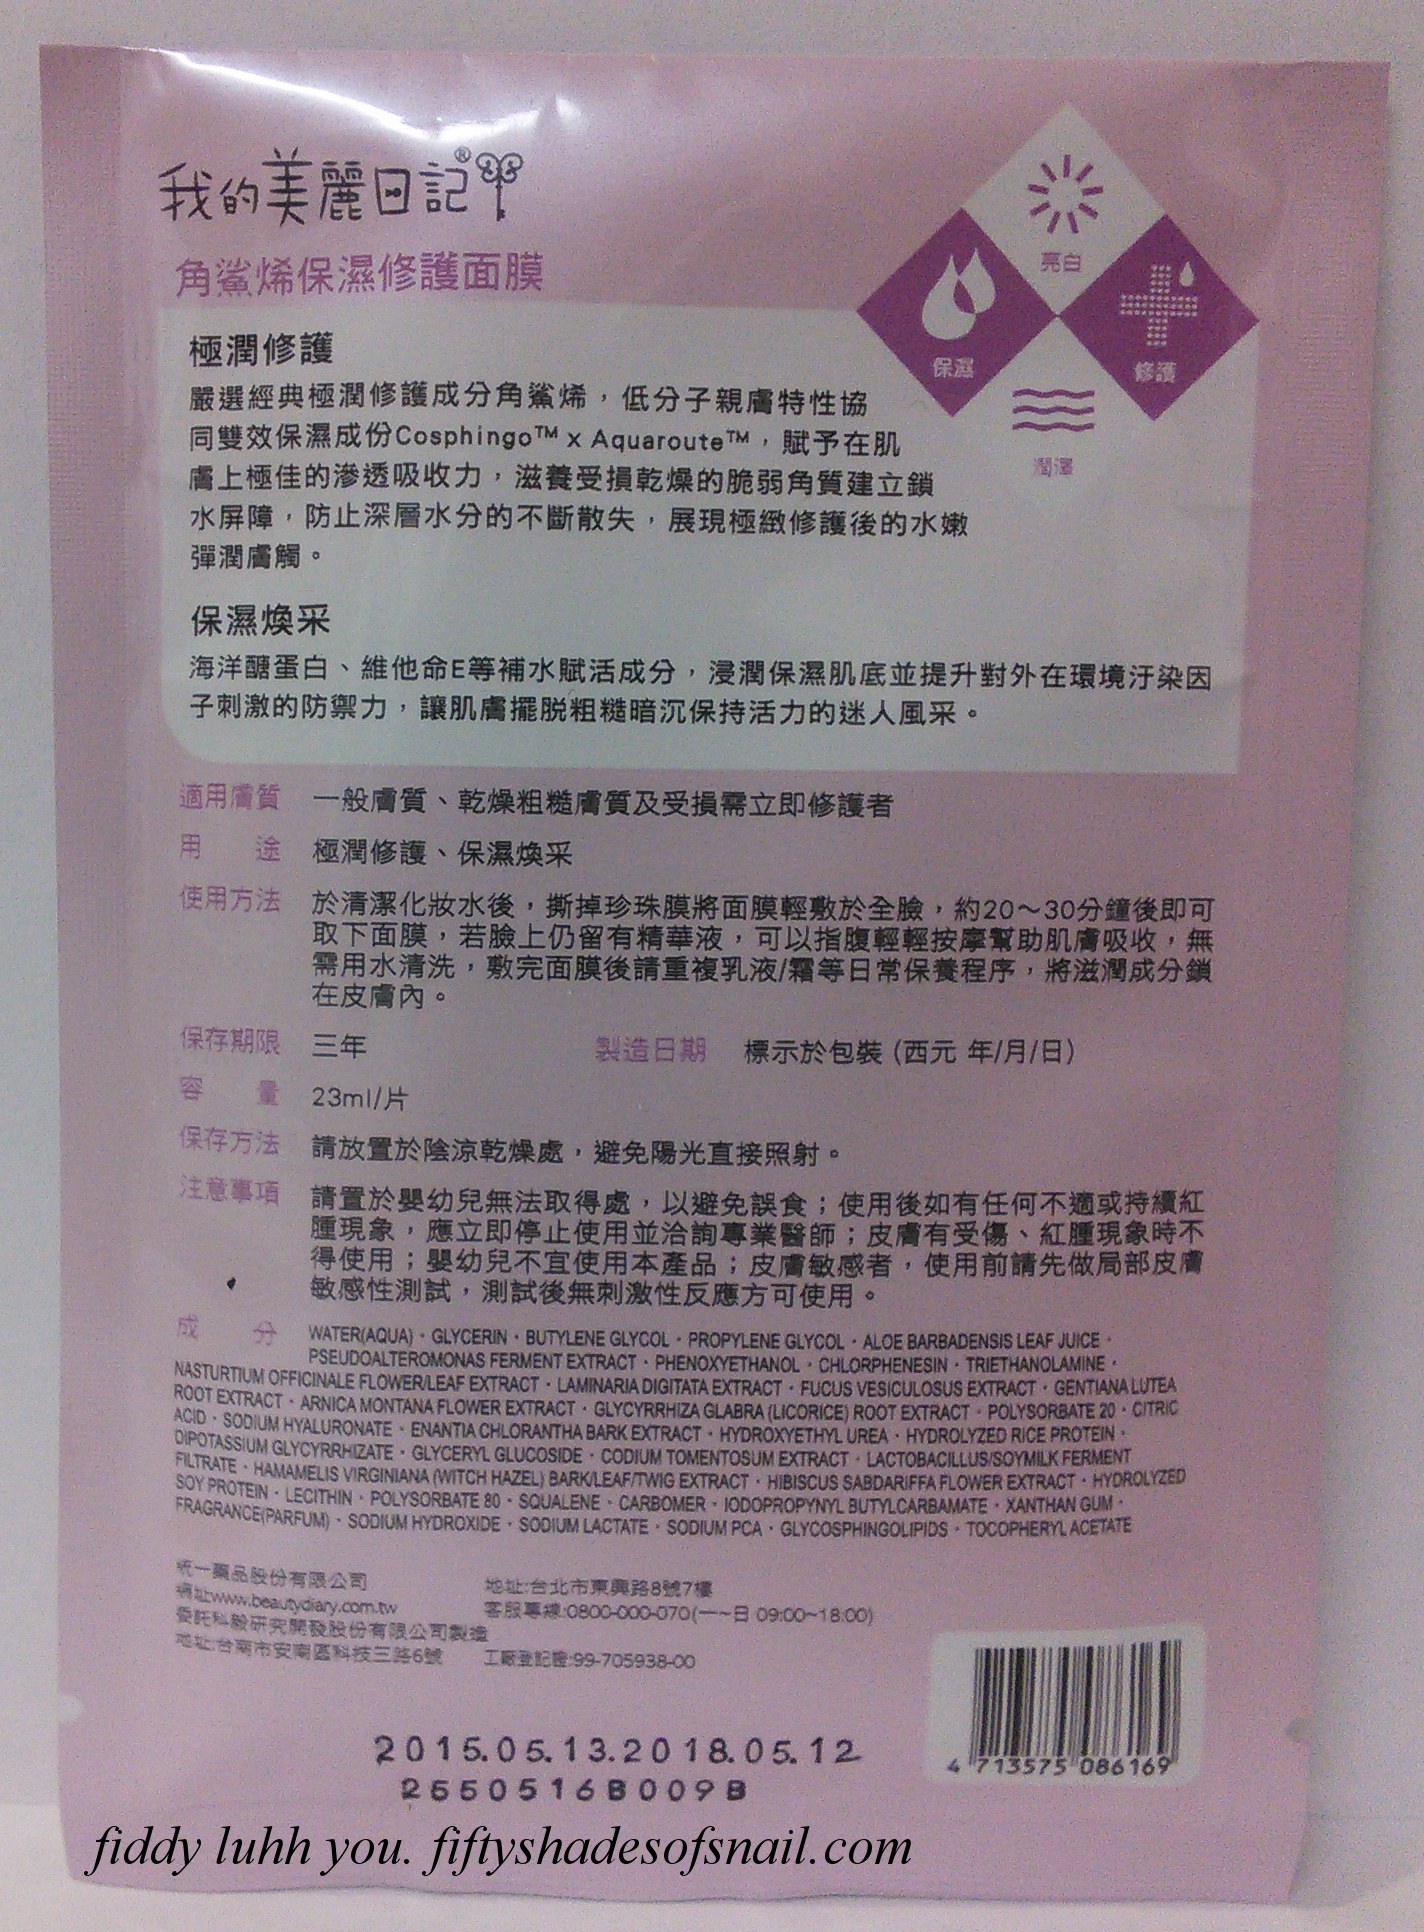 我的美麗日記®
角鯊烯保濕修護面膜
亮白
保濕
修護
潤澤
極潤修護
嚴選經典極潤修護成分角鯊烯，低分子親膚特性協
同雙效保濕成份Cosphingo™ x Aquaroute™，賦予在肌
膚上極佳的滲透吸收力，滋養受損乾燥的脆弱角質建立鎖
水屏障，防止深層水分的不斷散失，展現極緻修護後的水嫩
彈潤膚觸。
保濕煥采
海洋醣蛋白、維他命E等補水賦活成分，浸潤保濕肌底並提升對外在環境汙染因
子刺激的防禦力，讓肌膚擺脫粗糙暗沉保持活力的迷人風采。
適用膚質 一般膚質、乾燥粗糙膚質及受損需立即修護者
用途 極潤修護、保濕煥采
使用方法 於清潔化妝水後，撕掉珍珠膜將面膜輕敷於全臉，約20～30分鐘後即可
取下面膜，若臉上仍留有精華液，可以指腹輕輕按摩幫助肌膚吸收，無
需用水清洗，敷完面膜後請重複乳液/霜等日常保養程序，將滋潤成分鎖
在皮膚內。
保存期限 三年 製造日期 標示於包裝 (西元 年/月/日)
容量 23ml/片
保存方法 請放置於陰涼乾燥處，避免陽光直接照射。
注意事項 請置於嬰幼兒無法取得處，以避免誤食；使用後如有任何不適或持續紅
腫現象，應立即停止使用並洽詢專業醫師；皮膚有受傷、紅腫現象時不
得使用；嬰幼兒不宜使用本產品；皮膚敏感者，使用前請先做局部皮膚
敏感性測試，測試後無刺激性反應方可使用。
成分 WATER(AQUA)・GLYCERIN・BUTYLENE GLYCOL・PROPYLENE GLYCOL・ALOE BARBADENSIS LEAF JUICE・
PSEUDOALTEROMONAS FERMENT EXTRACT・PHENOXYETHANOL・CHLORPHENESIN・TRIETHANOLAMINE・
NASTURTIUM OFFICINALE FLOWER/LEAF EXTRACT・LAMINARIA DIGITATA EXTRACT・FUCUS VESICULOSUS EXTRACT・GENTIANA LUTEA
ROOT EXTRACT・ARNICA MONTANA FLOWER EXTRACT・GLYCYRRHIZA GLABRA (LICORICE) ROOT EXTRACT・POLYSORBATE 20・CITRIC
ACID・SODIUM HYALURONATE・ENANTIA CHLORANTHA BARK EXTRACT・HYDROXYETHYL UREA・HYDROLYZED RICE PROTEIN・
DIPOTASSIUM GLYCYRRHIZATE・GLYCERYL GLUCOSIDE・CODIUM TOMENTOSUM EXTRACT・LACTOBACILLUS/SOYMILK FERMENT
FILTRATE・HAMAMELIS VIRGINIANA (WITCH HAZEL) BARK/LEAF/TWIG EXTRACT・HIBISCUS SABDARIFFA FLOWER EXTRACT・HYDROLYZED
SOY PROTEIN・LECITHIN・POLYSORBATE 80・SQUALENE・CARBOMER・IODOPROPYNYL BUTYLCARBAMATE・XANTHAN GUM・
FRAGRANCE(PARFUM)・SODIUM HYDROXIDE・SODIUM LACTATE・SODIUM PCA・GLYCOSPHINGOLIPIDS・TOCOPHERYL ACETATE
統一藥品股份有限公司 地址:台北市東興路8號7樓
網址www.beautydiary.com.tw 客服專線:0800-000-070(一~日 09:00~18:00)
委託科毅研究開發股份有限公司製造
地址:台南市安南區科技三路6號 工廠登記證:99-705938-00
2015.05.13.2018.05.12
2550516B009B
4 713575 086169
fiddy luhh you. fiftyshadesofsnail.com